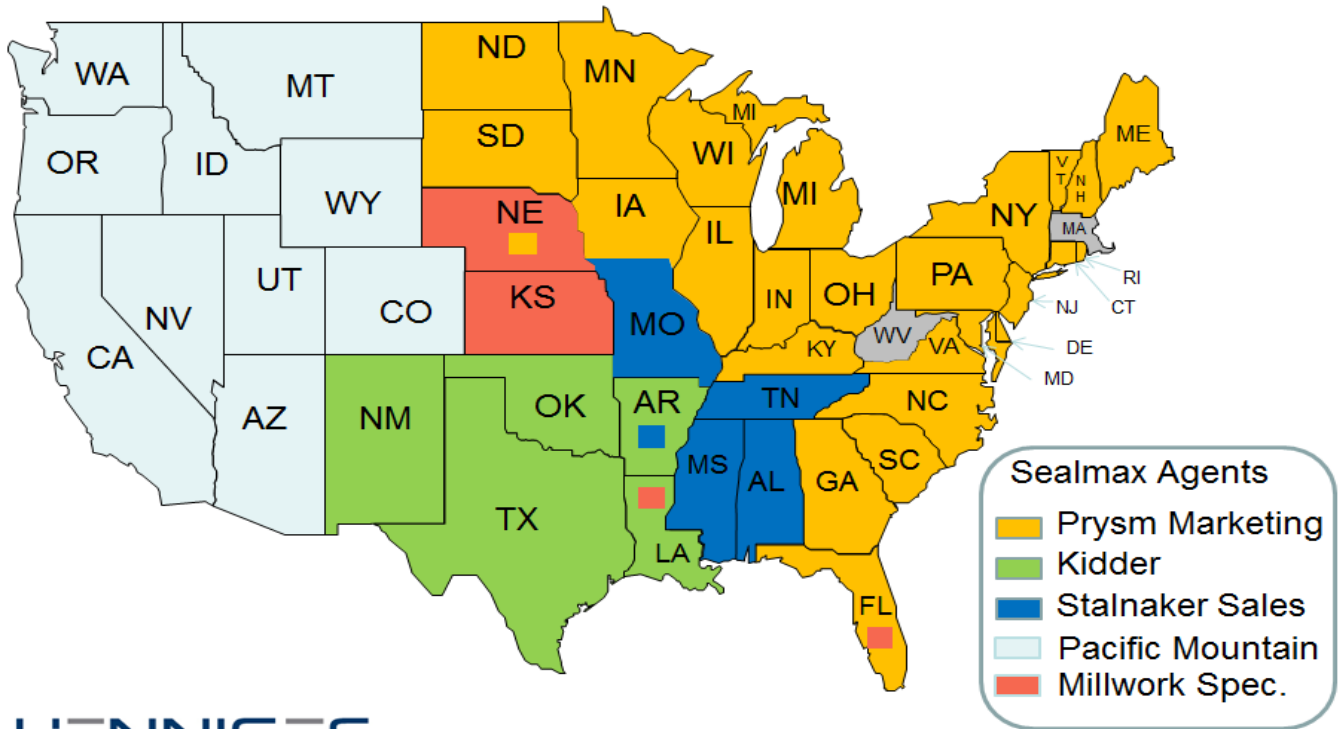 WA
MT
ND
MN
MI
ME
OR
ID
SD
WI
MI
V
T
N
H
WY
NE
IA
NY
MA
IL
PA
RI
UT
NV
CO
KS
MO
IN
OH
NJ
CT
CA
WV
KY
VA
DE
MD
AZ
NM
OK
AR
TN
NC
MS
AL
GA
SC
TX
LA
FL
Sealmax Agents
Prysm Marketing
Kidder
Stalnaker Sales
Pacific Mountain
Millwork Spec.